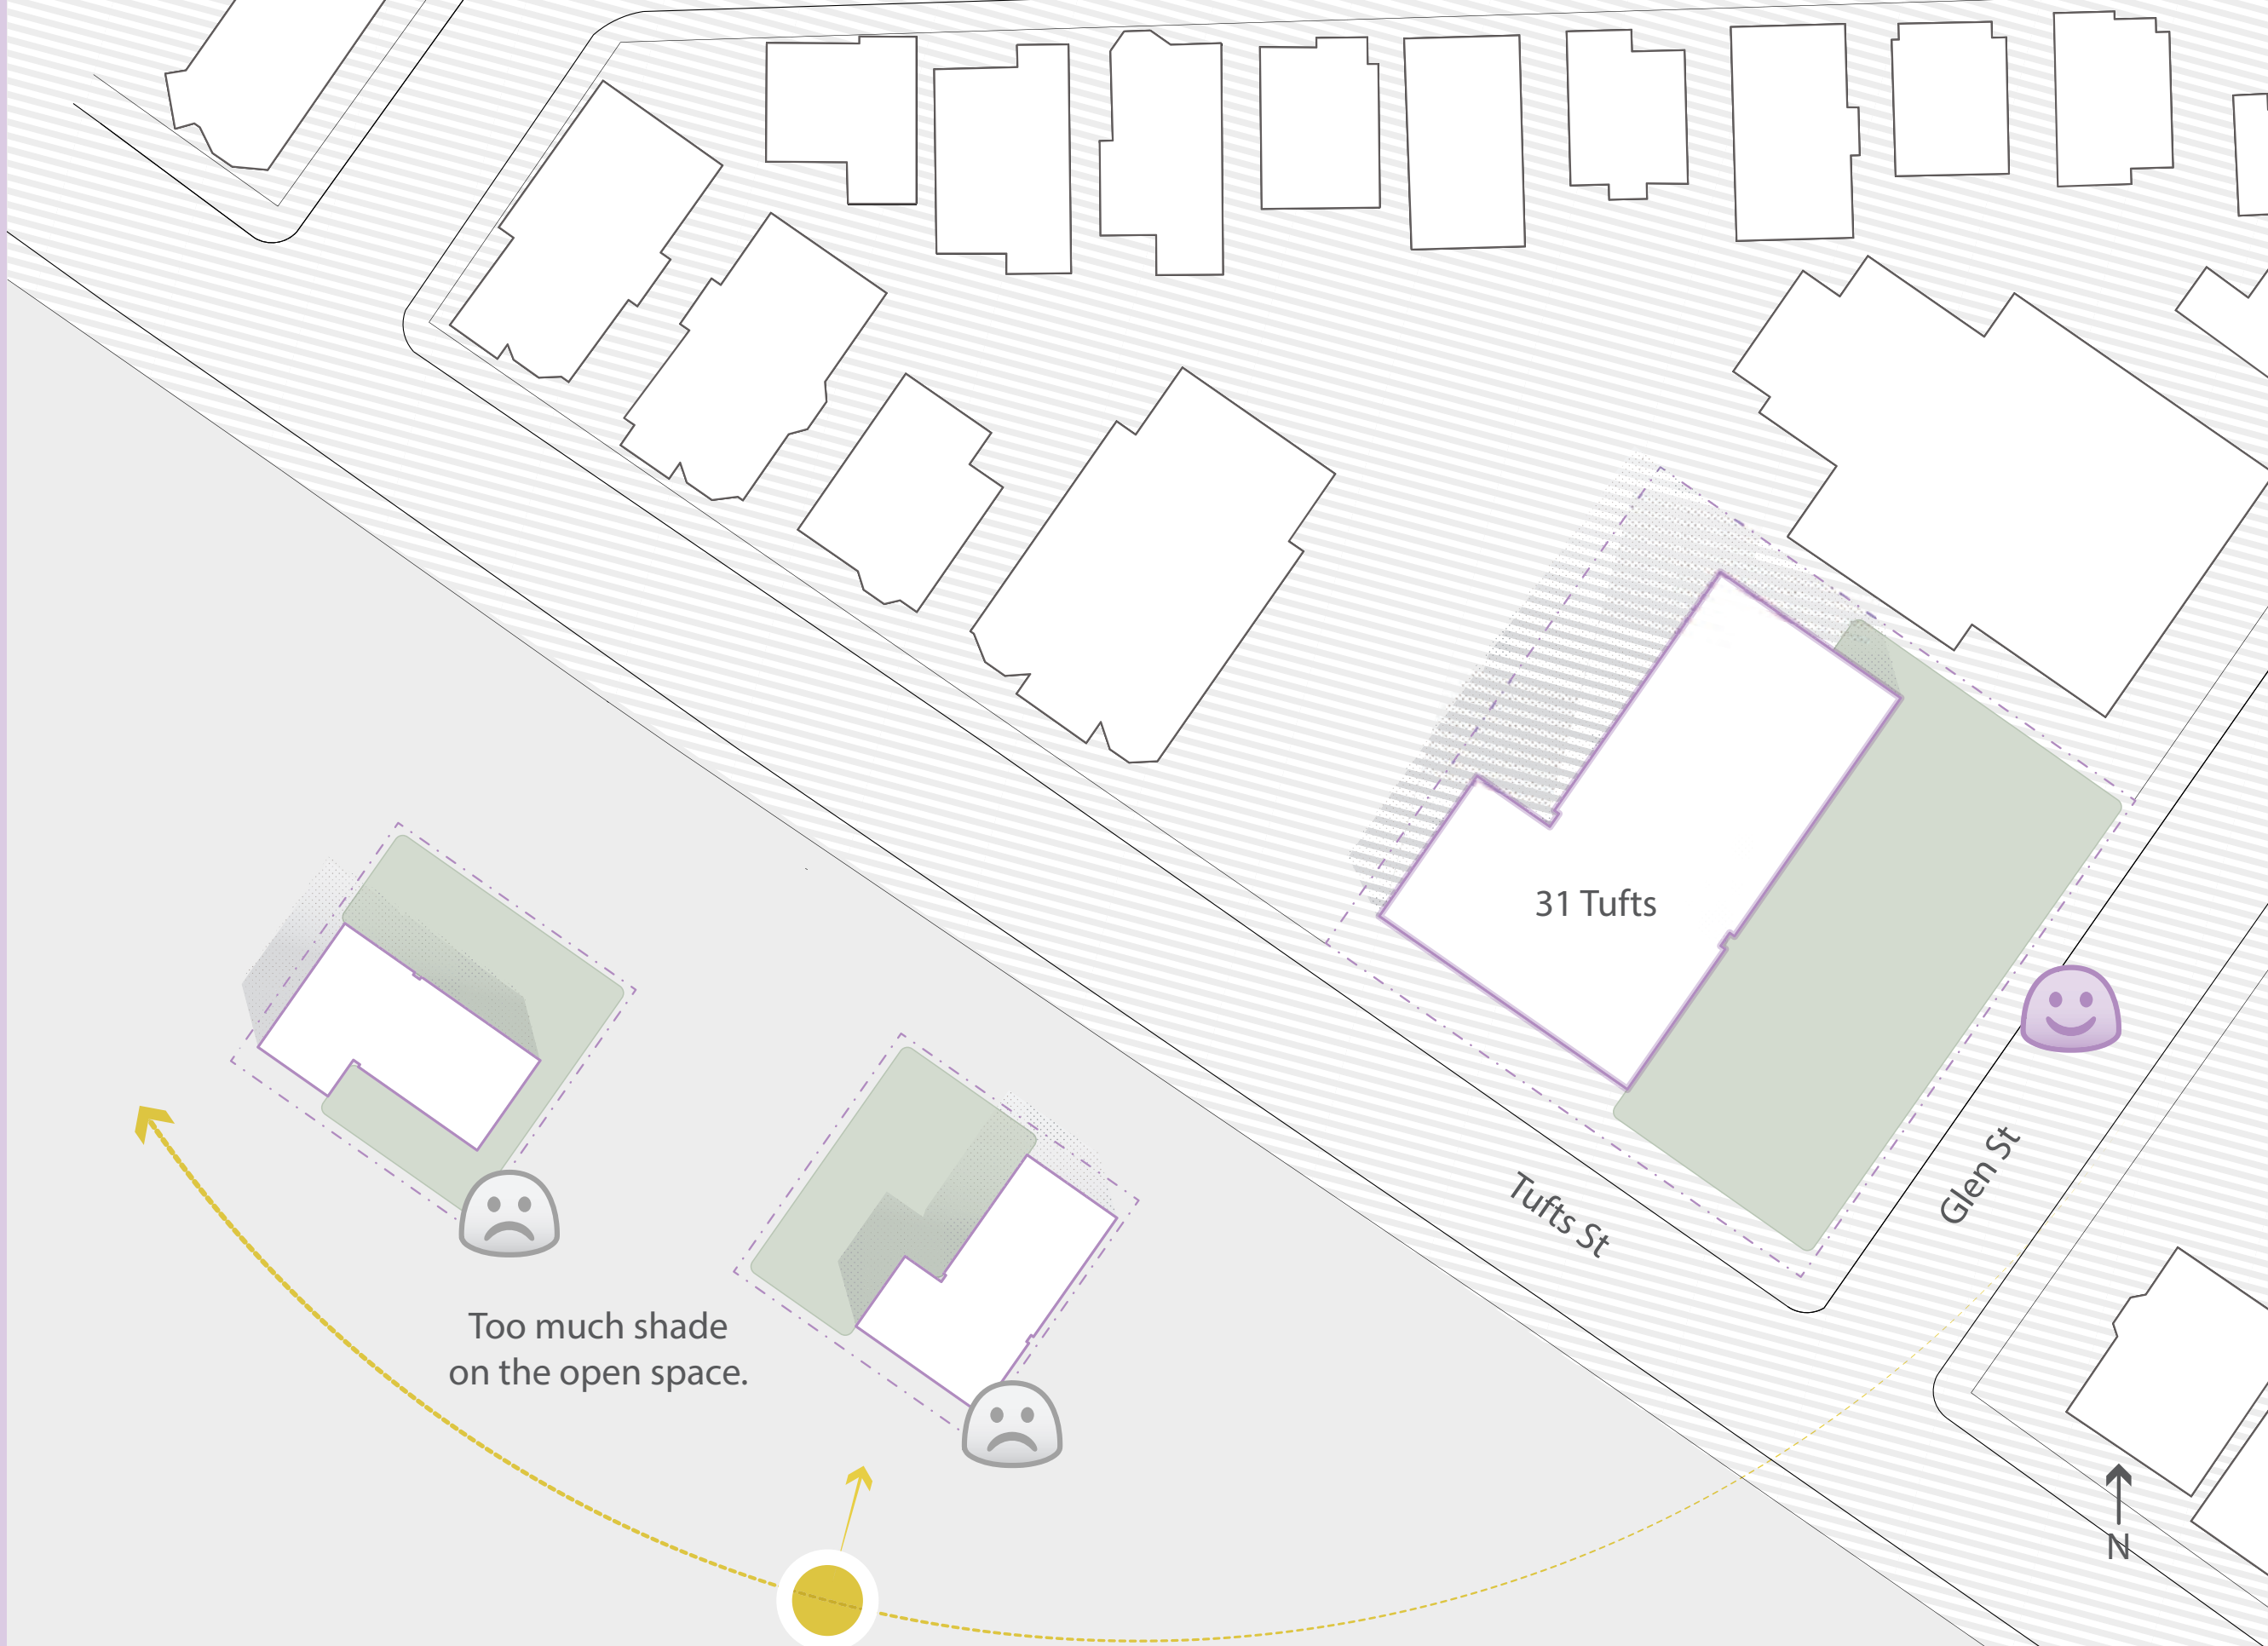 31 Tufts
Glen St
Tufts St
Too much shade
on the open space.
N